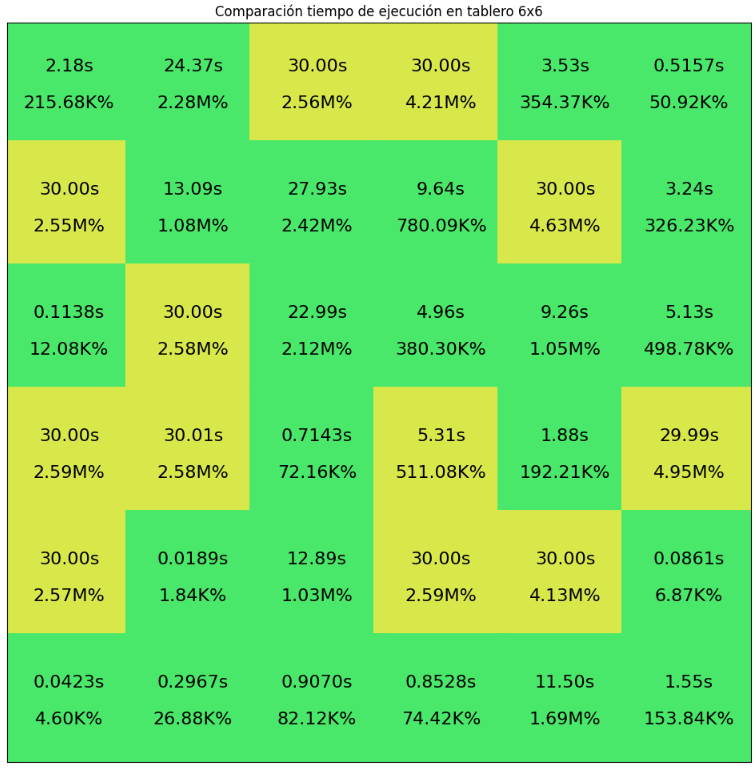 Comparación tiempo de ejecución en tablero 6x6
2.18s 24.37s 30.00s 30.00s 3.53s 0.5157s
215.68K% 2.28M% 2.56M% 4.21M% 354.37K% 50.92K%
30.00s 13.09s 27.93s 9.64s 30.00s 3.24s
2.55M% 1.08M% 2.42M% 780.09K% 4.63M% 326.23K%
0.1138s 30.00s 22.99s 4.96s 9.26s 5.13s
12.08K% 2.58M% 2.12M% 380.30K% 1.05M% 498.78K%
30.00s 30.01s 0.7143s 5.31s 1.88s 29.99s
2.59M% 2.58M% 72.16K% 511.08K% 192.21K% 4.95M%
30.00s 0.0189s 12.89s 30.00s 30.00s 0.0861s
2.57M% 1.84K% 1.03M% 2.59M% 4.13M% 6.87K%
0.0423s 0.2967s 0.9070s 0.8528s 11.50s 1.55s
4.60K% 26.88K% 82.12K% 74.42K% 1.69M% 153.84K%